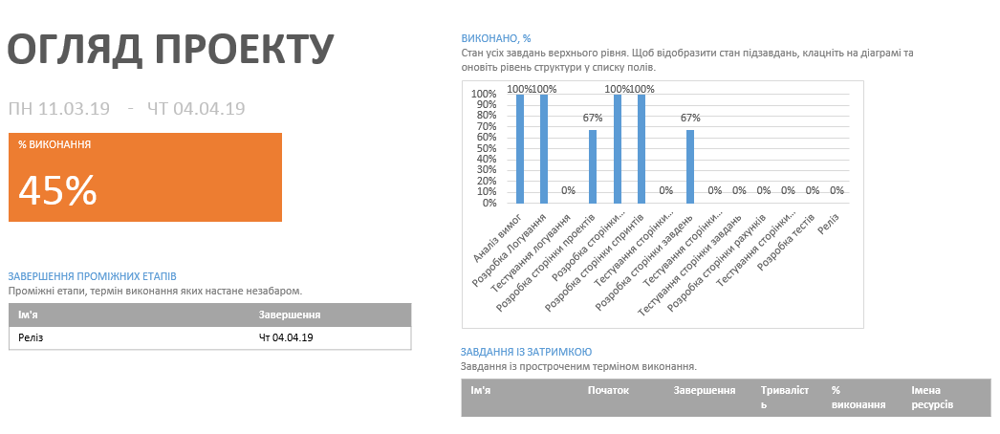 ОГЛЯД ПРОЕКТУ
ПН 11.03.19 - ЧТ 04.04.19
% ВИКОНАННЯ
45%
ЗАВЕРШЕННЯ ПРОМІЖНИХ ЕТАПІВ
Проміжні етапи, термін виконання яких настане незабаром.
Ім'я Завершення
Реліз Чт 04.04.19
ВИКОНАНО, %
Стан усіх завдань верхнього рівня. Щоб відобразити стан підзавдань, клацніть на діаграмі та
оновіть рівень структури у списку полів.
100%
90%
80%
70%
60%
50%
40%
30%
20%
10%
0%
100% 100% 0% 67% 100% 100% 0% 67% 0% 0% 0% 0% 0% 0%
Аналіз вимог
Розробка Логування
Тестування логування
Розробка сторінки проектів
Розробка сторінки...
Розробка сторінки спринтів
Тестування сторінки...
Розробка сторінки завдень
Тестування сторінки...
Тестування сторінки завдань
Розробка сторінки рахунків
Тестування сторінки...
Розробка тестів
Реліз
ЗАВДАННЯ ІЗ ЗАТРИМКОЮ
Завдання із простроченим терміном виконання.
Ім'я Початок Завершення Триваліст % Імена
ь виконання ресурсів